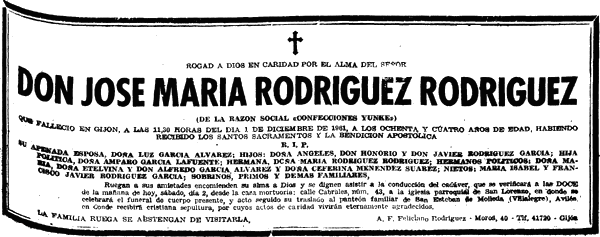 ROGAD A DIOS EN CARIDAD POR EL ALMA DEL SEÑOR
DON JOSE MARIA RODRIGUEZ RODRIGUEZ
(DE LA RAZON SOCIAL «CONFECCIONES YUNKE»)
QUE FALLECIO EN GIJON, A LAS 11,30 HORAS DEL DIA 1 DE DICIEMBRE DE 1961, A LOS OCHENTA Y CUATRO AÑOS DE EDAD, HABIENDO
RECIBIDO LOS SANTOS SACRAMENTOS Y LA BENDICION APOSTOLICA
R. I. P.
SU APENADA ESPOSA, DOÑA LUZ GARCIA ALVAREZ; HIJOS: DOÑA ANGELES, DON HONORIO Y DON JAVIER RODRIGUEZ GARCIA; HIJA
POLITICA, DOÑA AMPARO GARCIA LAFUENTE; HERMANA, DOÑA MARIA RODRIGUEZ RODRIGUEZ; HERMANOS POLITICOS; DOÑA MA-
RIA, DOÑA ETELVINA Y DON ALFREDO GARCIA ALVAREZ Y DOÑA CEFERINA MENENDEZ SUAREZ; NIETOS; MARIA ISABEL Y FRAN-
CISCO JAVIER RODRIGUEZ GARCIA; SOBRINOS, PRIMOS Y DEMAS FAMILIARES,
Ruegan a sus amistades encomienden su alma a Dios y se dignen asistir a la conducción del cadáver, que se verificará a las DOCE
de la mañana de hoy, sábado, día 2, desde la casa mortuoria: calle Cabrales, núm. 43, a la iglesia parroquial de San Lorenzo, en donde se
celebrará el funeral de cuerpo presente, y acto seguido su traslado al panteón familiar de San Esteban de Molleda (Villalegre), Avilés,
en donde recibirá cristiana sepultura, por cuyos actos de caridad vivirán eternamente agradecidos.
LA FAMILIA RUEGA SE ABSTENGAN DE VISITARLA. A. F. Feliciano Rodríguez - Moros, 40 - Tlf. 41720 - Gijón